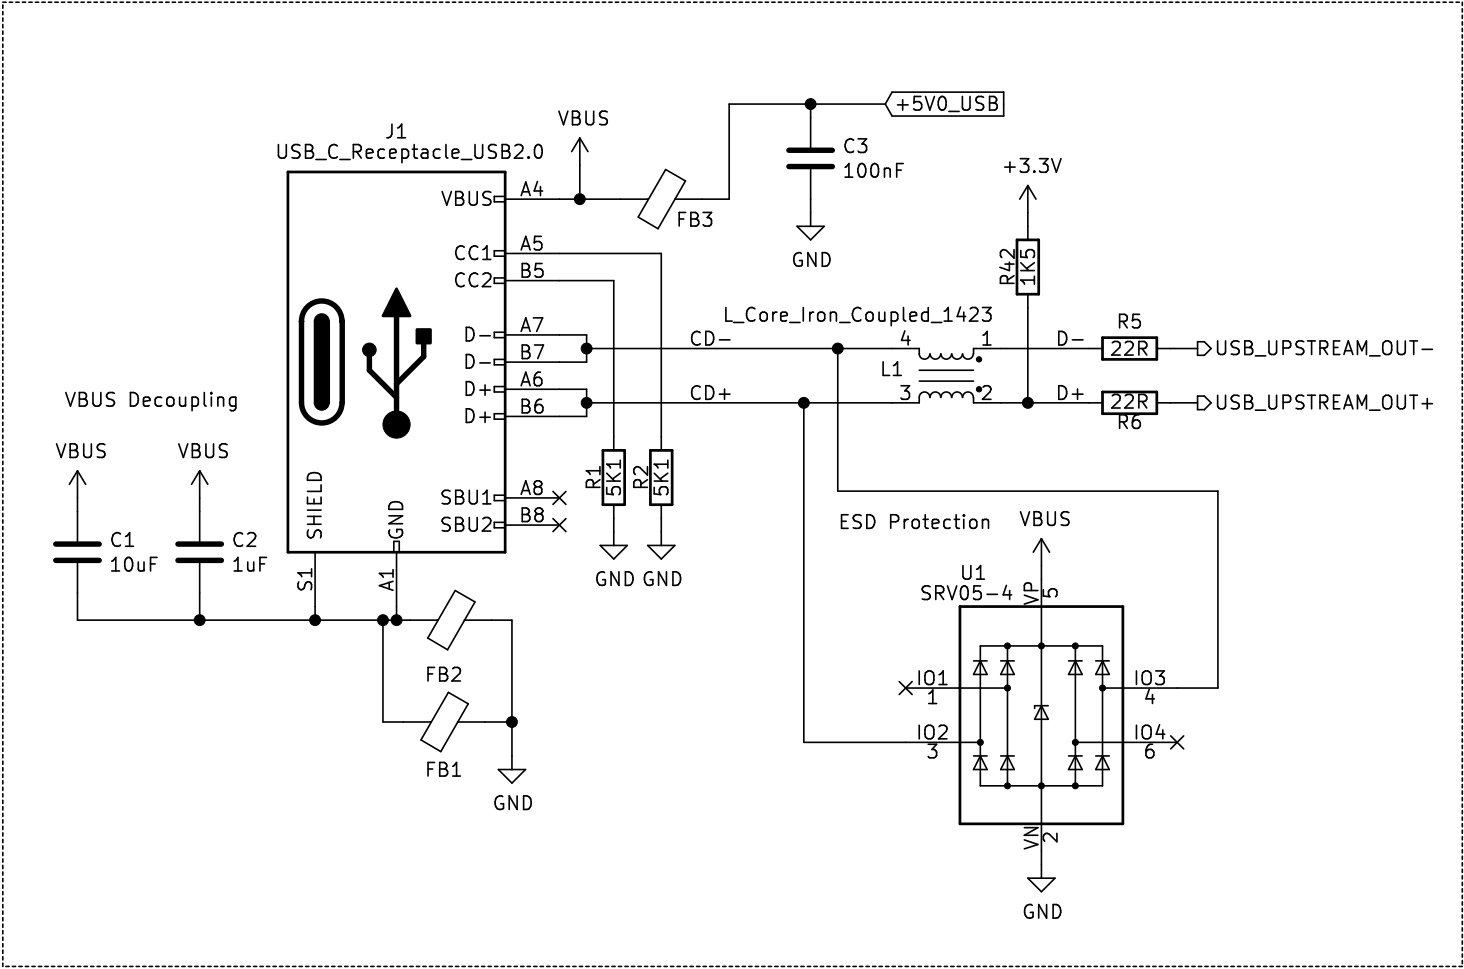 J1
USB_C_Receptacle_USB2.0
VBUS
+5V0_USB
C3
100nF
GND
+3.3V
VBUS A4
FB3
CC1 A5
CC2 B5
R42
1K5
L_Core_Iron_Coupled_1423
D- A7
D- B7
D+ A6
D+ B6
CD-
4
1
D-
R5
22R
USB_UPSTREAM_OUT-
L1
CD+
3
2
D+
22R
R6
USB_UPSTREAM_OUT+
VBUS Decoupling
VBUS
VBUS
C1
10uF
C2
1uF
SHIELD
GND
S1
A1
SBU1 A8
SBU2 B8
R1
5K1
R2
5K1
GND
GND
FB2
FB1
GND
ESD Protection
VBUS
U1
SRV05-4
VP
5
IO1
1
IO2
3
IO3
4
IO4
6
VN
2
GND